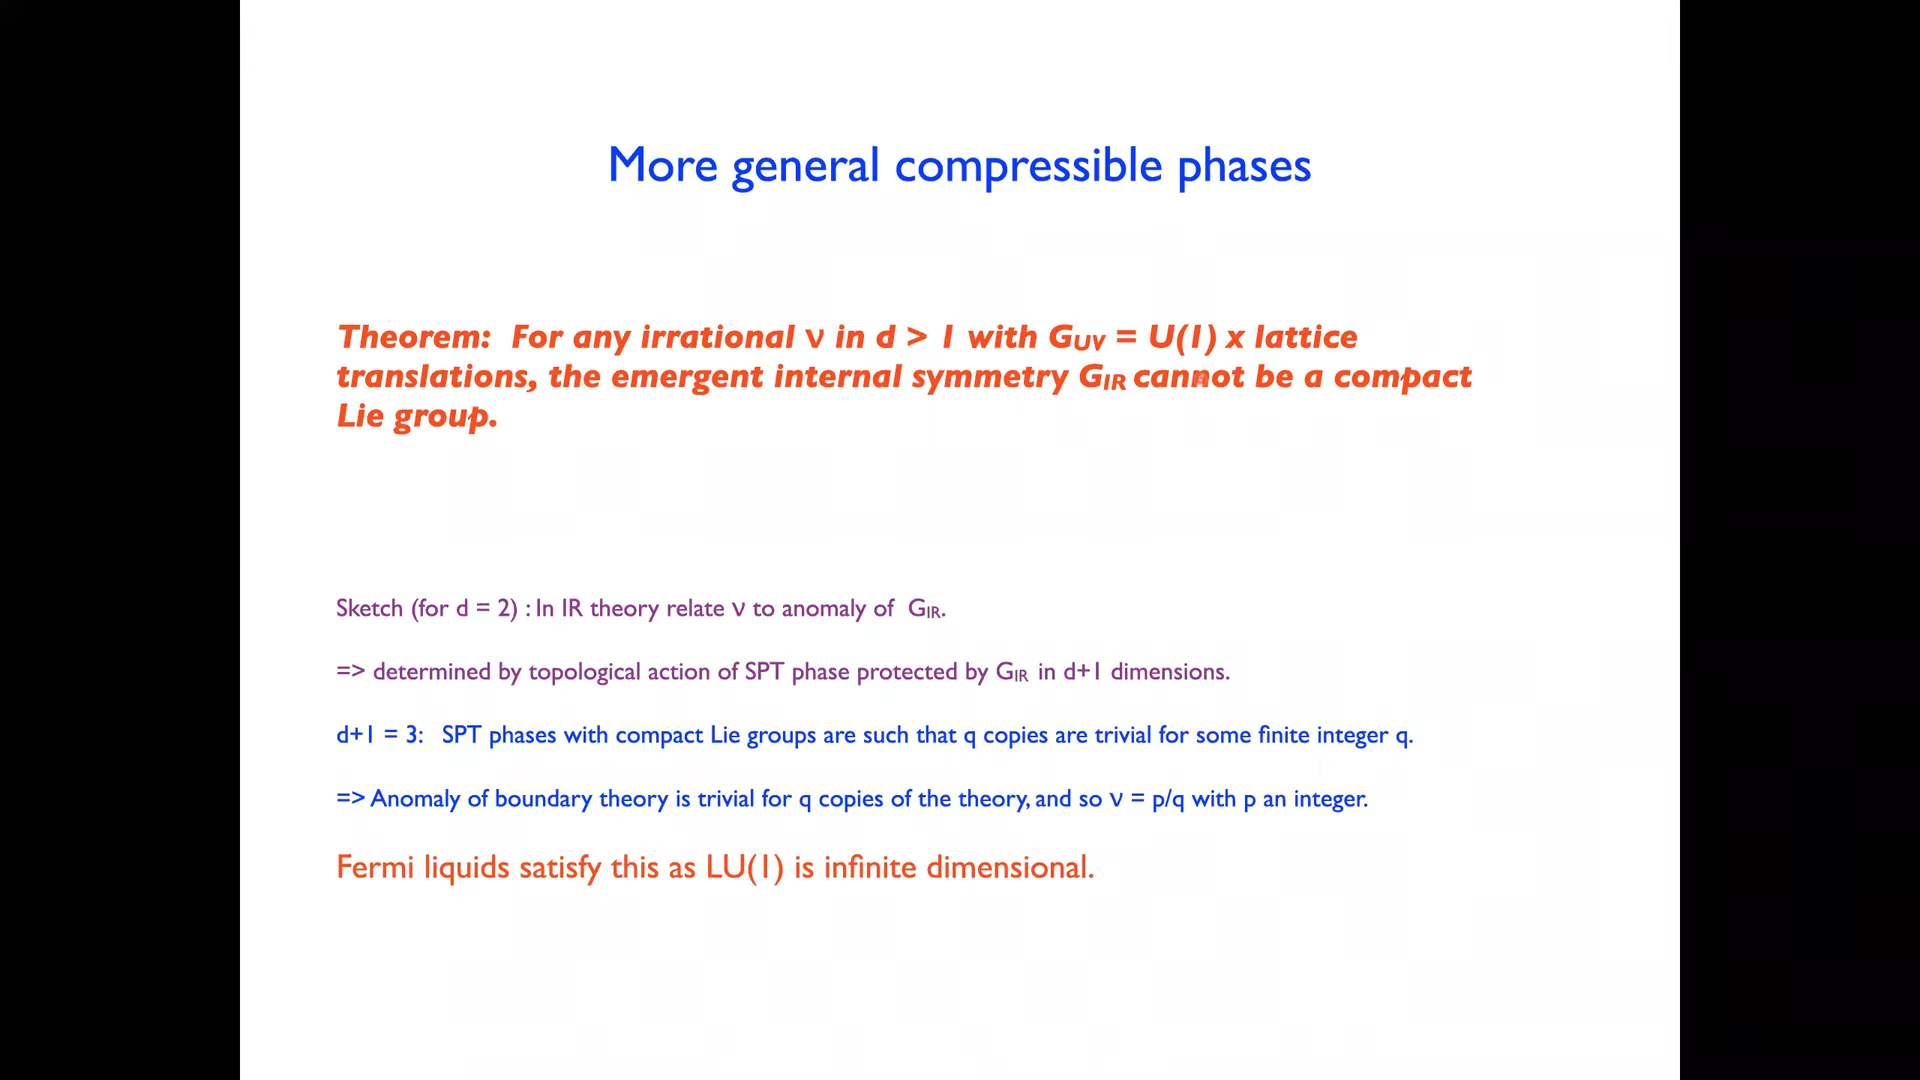 More general compressible phases
Theorem: For any irrational ν in d > 1 with GUV = U(1) x lattice
translations, the emergent internal symmetry GIR cannot be a compact
Lie group.
Sketch (for d = 2) : In IR theory relate ν to anomaly of GIR.
=> determined by topological action of SPT phase protected by GIR in d+1 dimensions.
d+1 = 3: SPT phases with compact Lie groups are such that q copies are trivial for some finite integer q.
=> Anomaly of boundary theory is trivial for q copies of the theory, and so ν = p/q with p an integer.
Fermi liquids satisfy this as LU(1) is infinite dimensional.